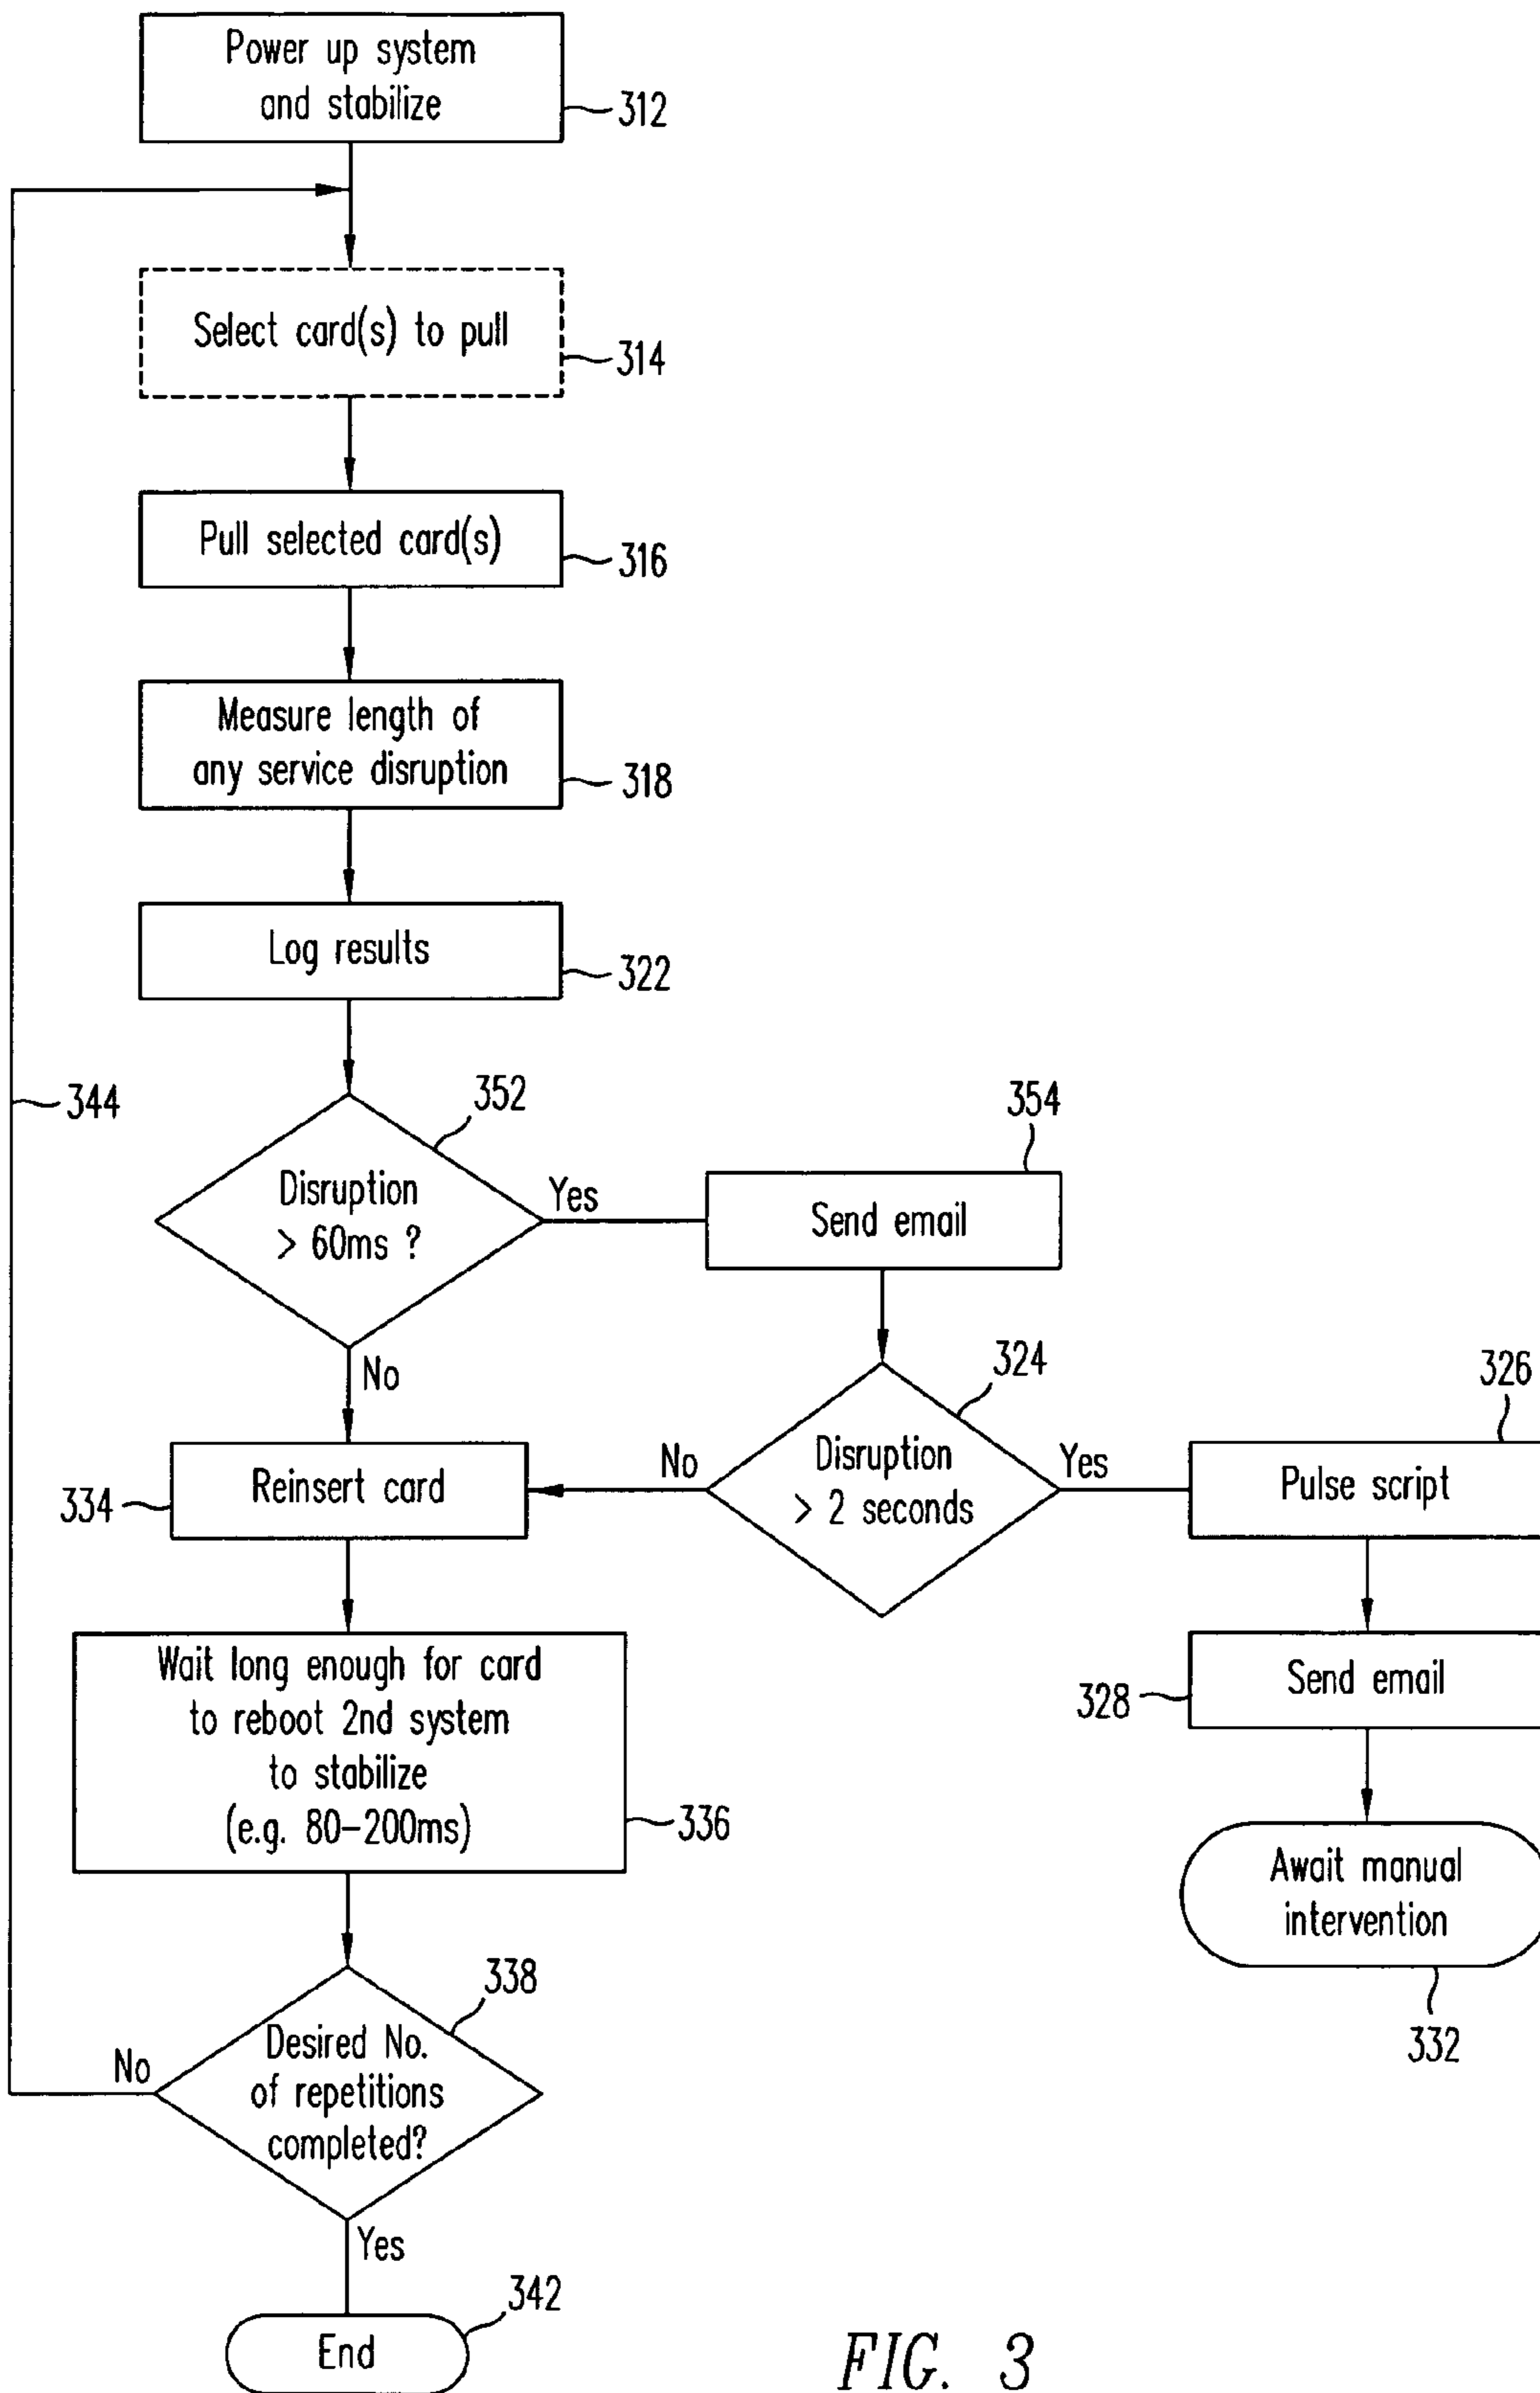 Power up system
and stabilize
312
Select card(s) to pull
314
Pull selected card(s)
316
Measure length of
any service disruption
318
Log results
322
344
352
Disruption
> 60ms ?
Yes
No
354
Send email
324
Disruption
> 2 seconds
No
Yes
326
Pulse script
328
Send email
Await manual
intervention
332
334
Reinsert card
Wait long enough for card
to reboot 2nd system
to stabilize
(e.g. 80-200ms)
336
338
Desired No.
of repetitions
completed?
No
Yes
342
End
FIG. 3